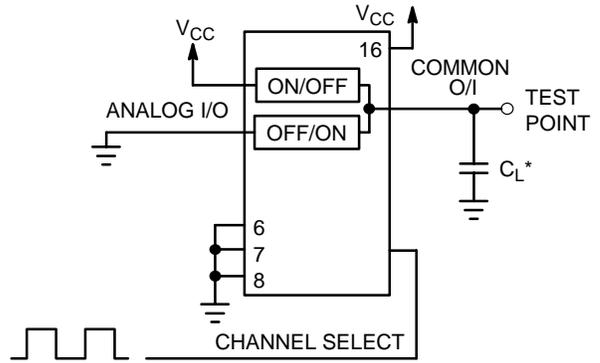 VCC
VCC
16
COMMON
O/I
ON/OFF
TEST
POINT
ANALOG I/O
OFF/ON
CL*
6
7
8
CHANNEL SELECT